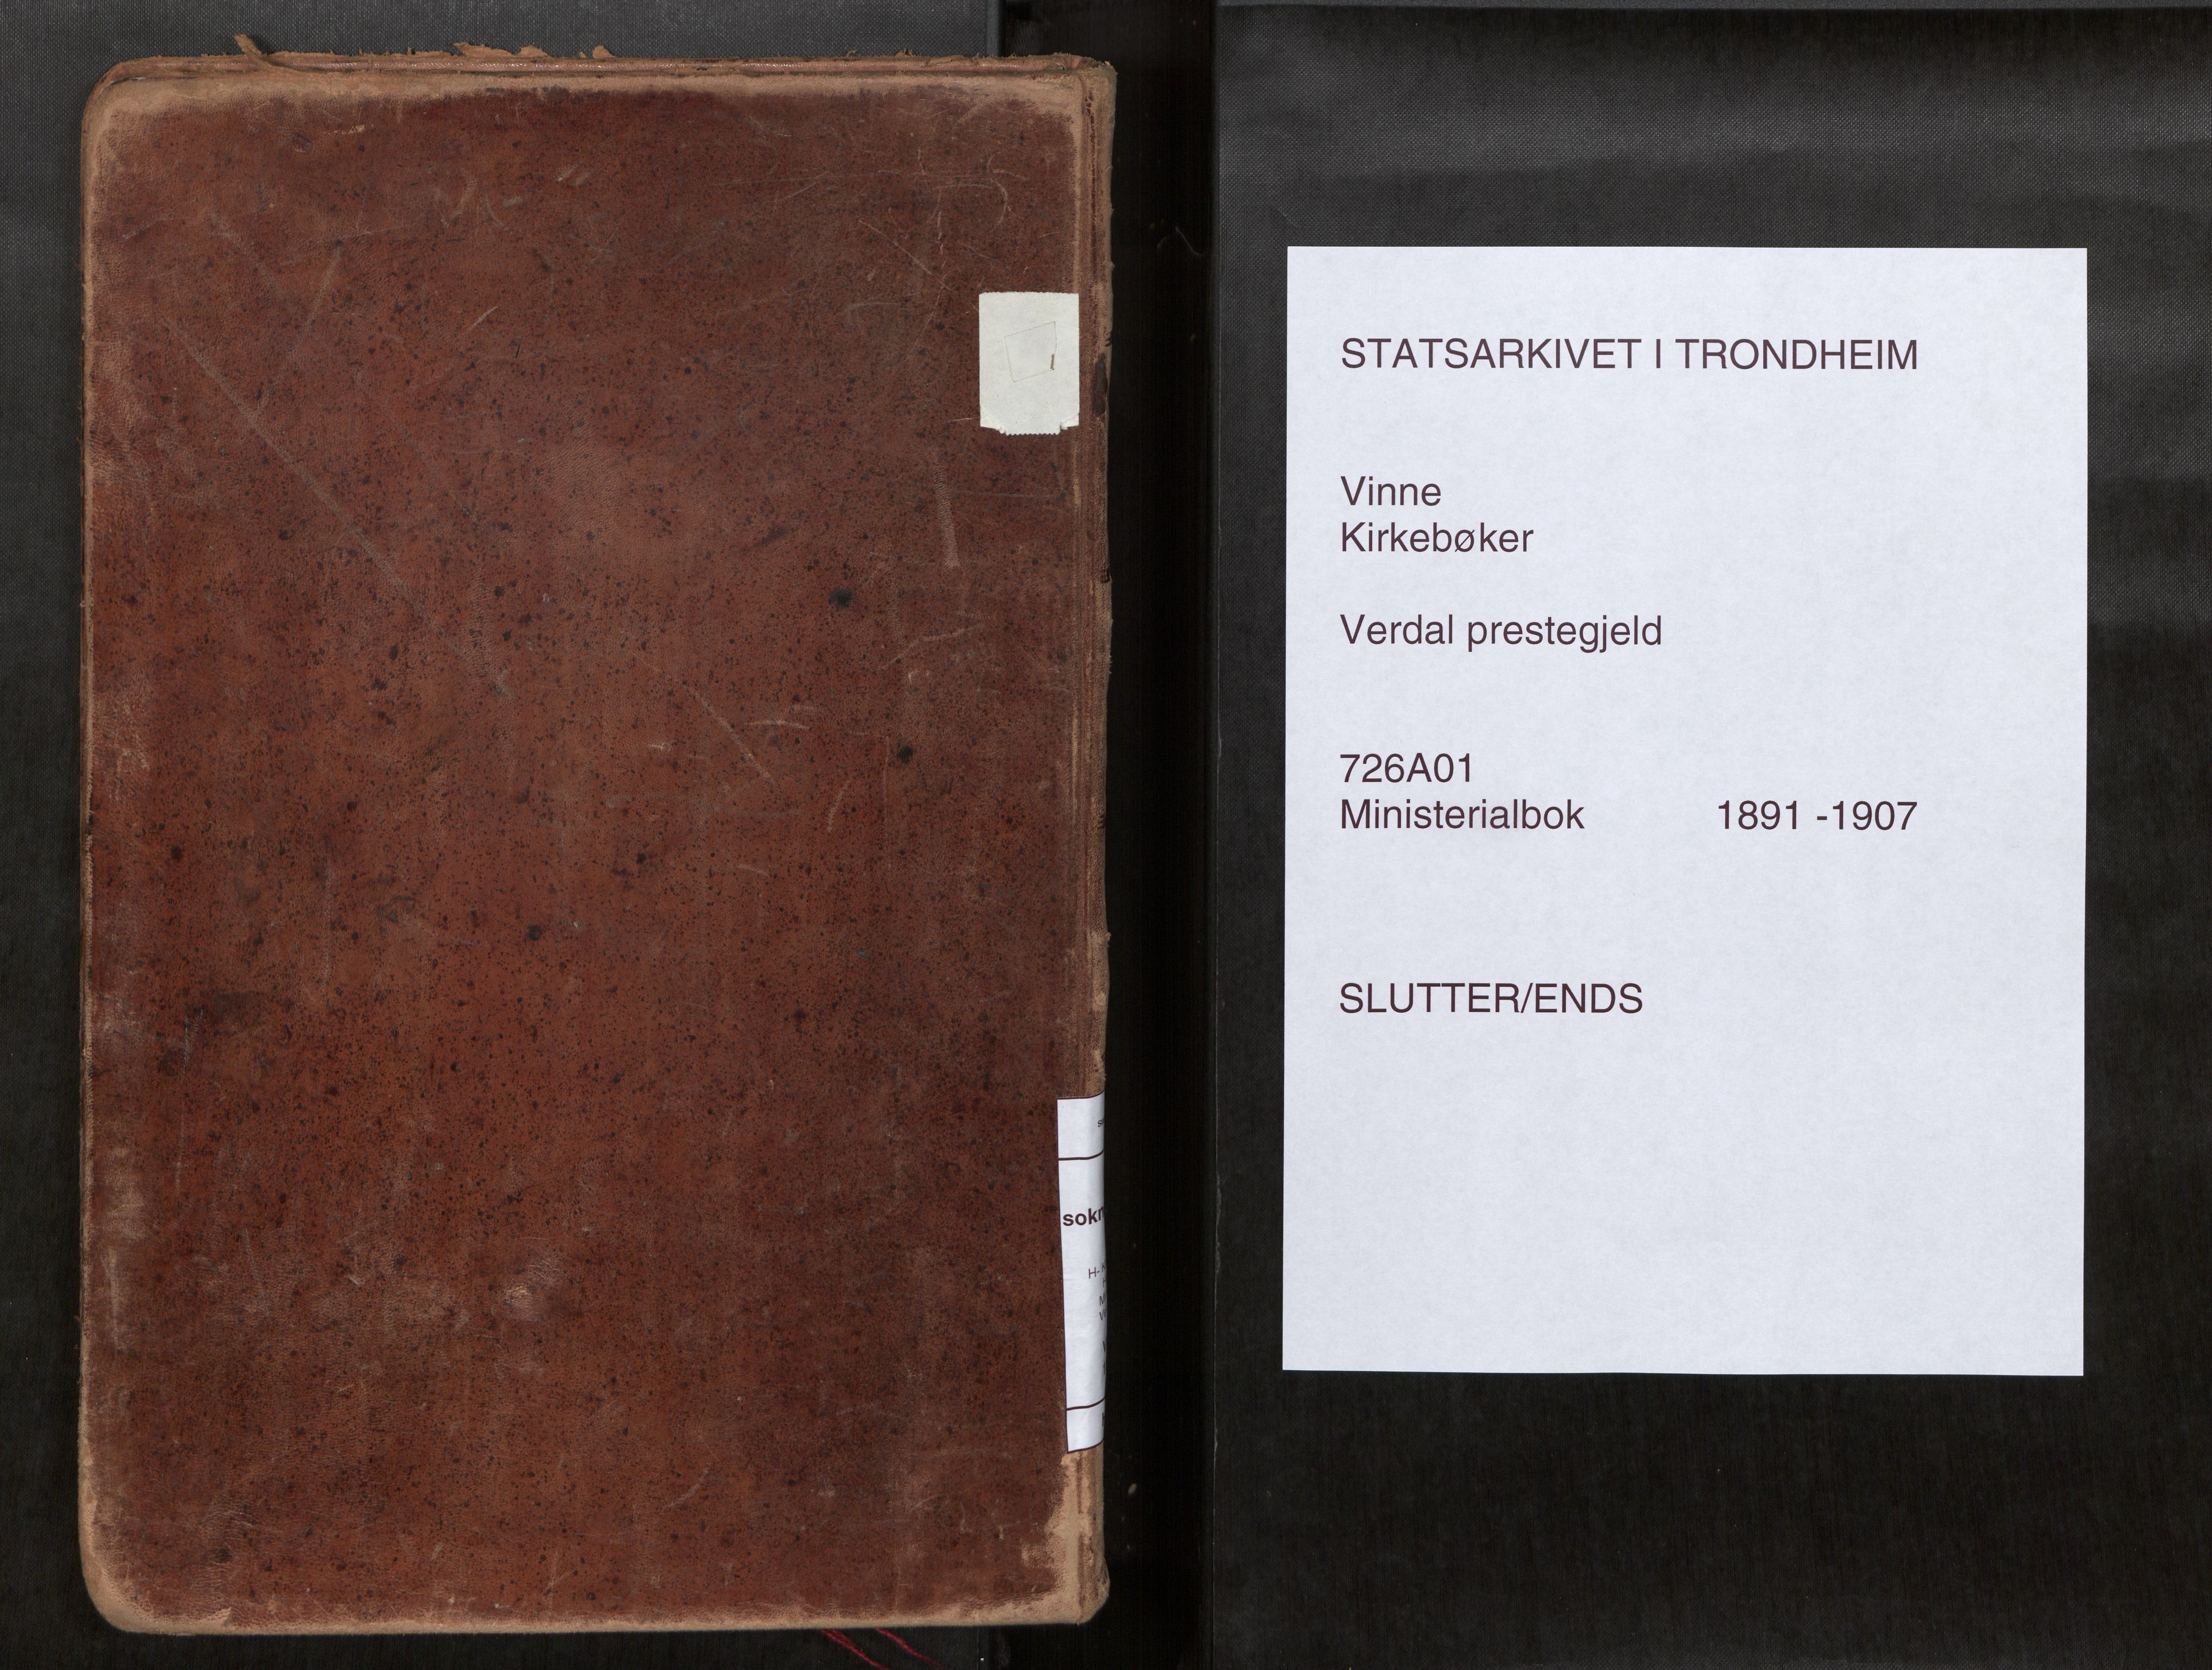 STATSARKIVET I TRONDHEIM
Vinne
Kirkebøker
Verdal prestegjeld
726A01
Ministerialbok 1891 -1907
SLUTTER/ENDS